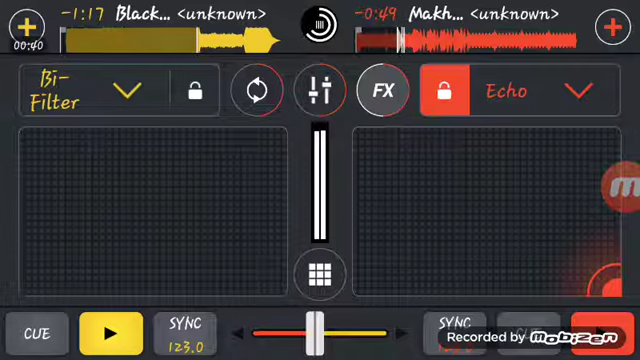 -1:17 Black... <unknown>
-0:49 Makh... <unknown>
00:40
Bi-
Filter
FX
Echo
CUE
SYNC
123.0
SYNC
CUE
Recorded by mobizen